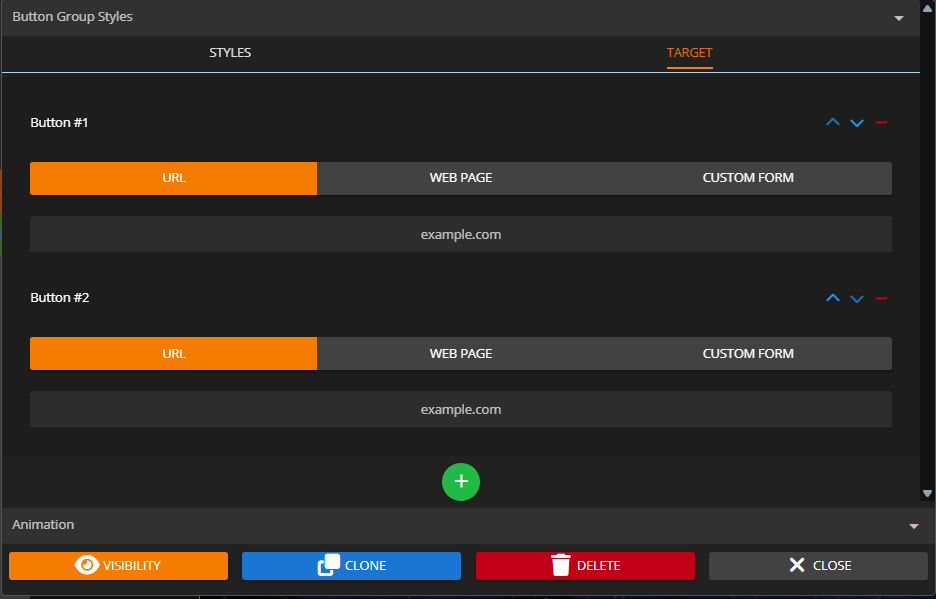 Button Group Styles
STYLES TARGET
Button #1
URL WEB PAGE CUSTOM FORM
example.com
Button #2
URL WEB PAGE CUSTOM FORM
example.com
Animation
VISIBILITY CLONE DELETE CLOSE